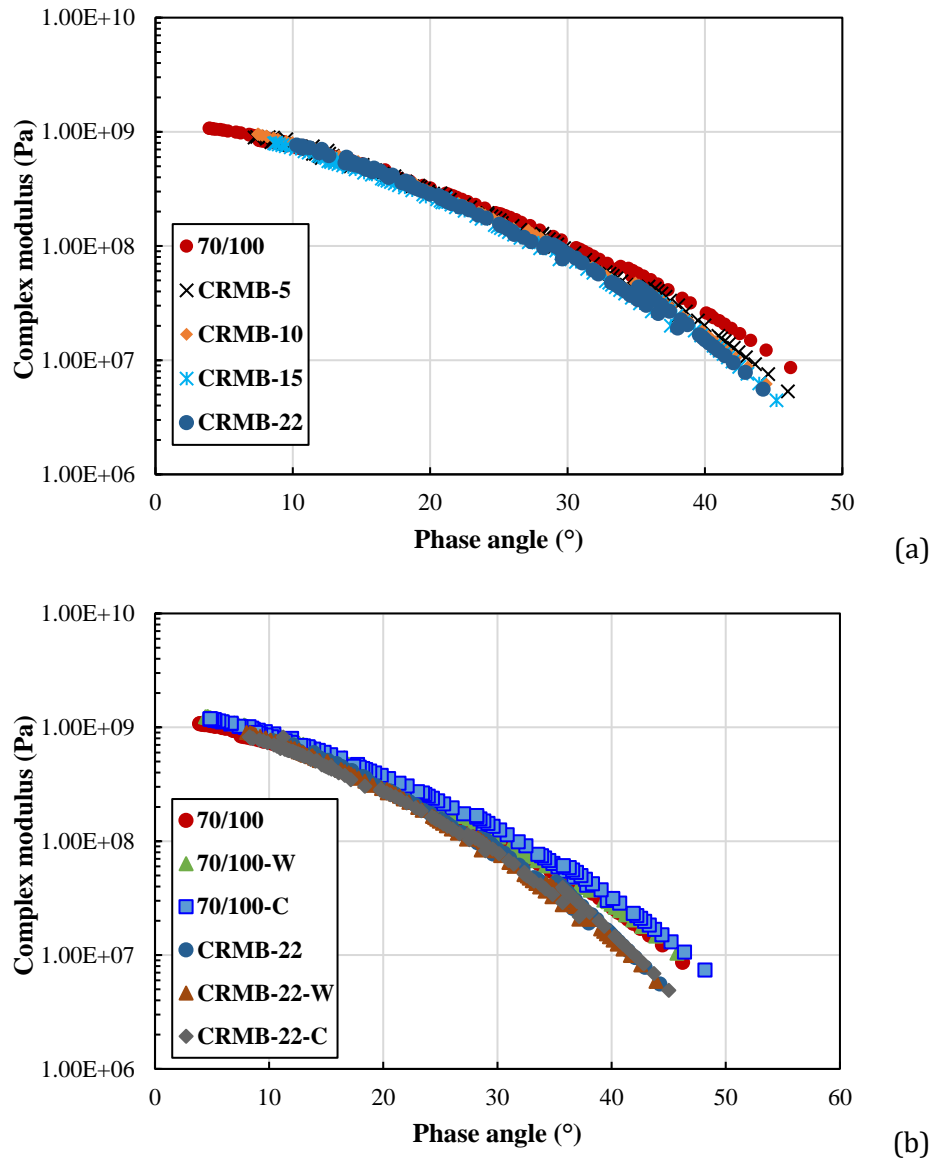 1.00E+10
1.00E+09
1.00E+08
1.00E+07
1.00E+06
Complex modulus (Pa)
70/100
CRMB-5
CRMB-10
CRMB-15
CRMB-22
0 10 20 30 40 50
Phase angle (°)
(a)
1.00E+10
1.00E+09
1.00E+08
1.00E+07
1.00E+06
Complex modulus (Pa)
70/100
70/100-W
70/100-C
CRMB-22
CRMB-22-W
CRMB-22-C
0 10 20 30 40 50 60
Phase angle (°)
(b)